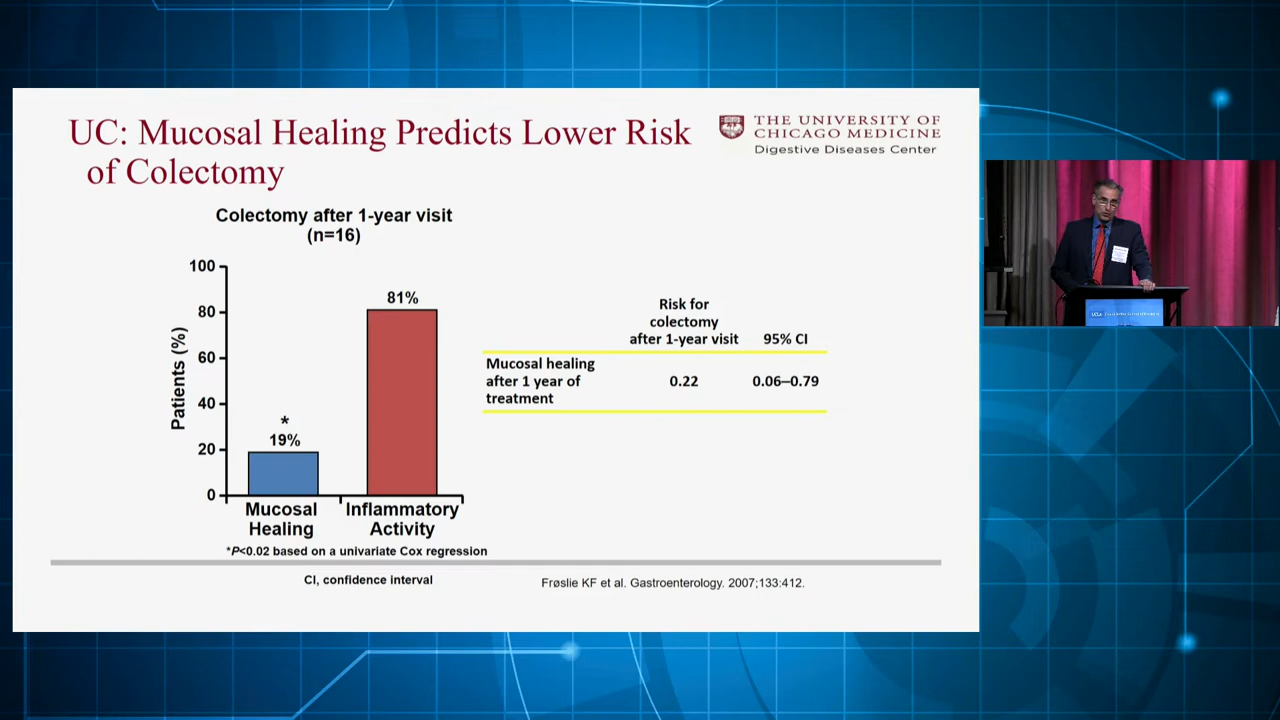 UC: Mucosal Healing Predicts Lower Risk
of Colectomy
THE UNIVERSITY OF
CHICAGO MEDICINE
Digestive Diseases Center
Colectomy after 1-year visit
(n=16)
Patients (%)
100
80
60
40
20
0
*
19%
81%
Mucosal
Healing
Inflammatory
Activity
*P<0.02 based on a univariate Cox regression
Risk for
colectomy
after 1-year visit
95% CI
Mucosal healing
after 1 year of
treatment
0.22
0.06–0.79
CI, confidence interval
Frøslie KF et al. Gastroenterology. 2007;133:412.
UCLA